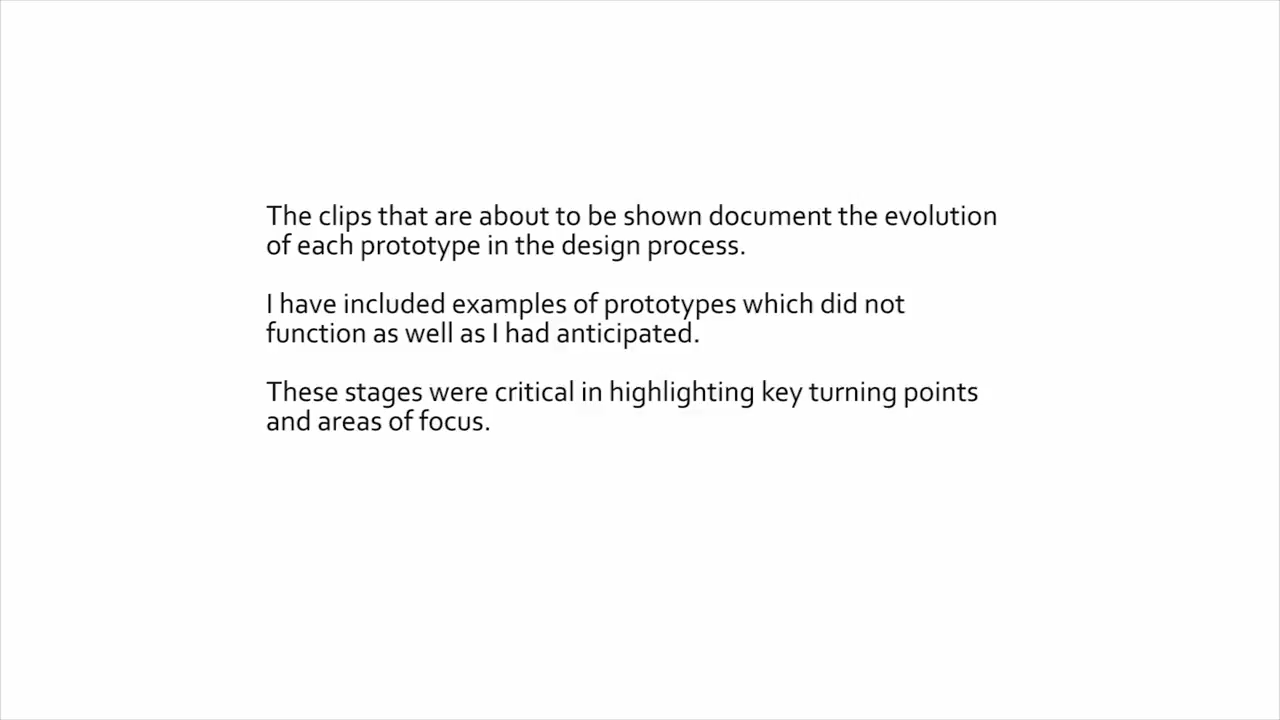 The clips that are about to be shown document the evolution
of each prototype in the design process.
I have included examples of prototypes which did not
function as well as I had anticipated.
These stages were critical in highlighting key turning points
and areas of focus.